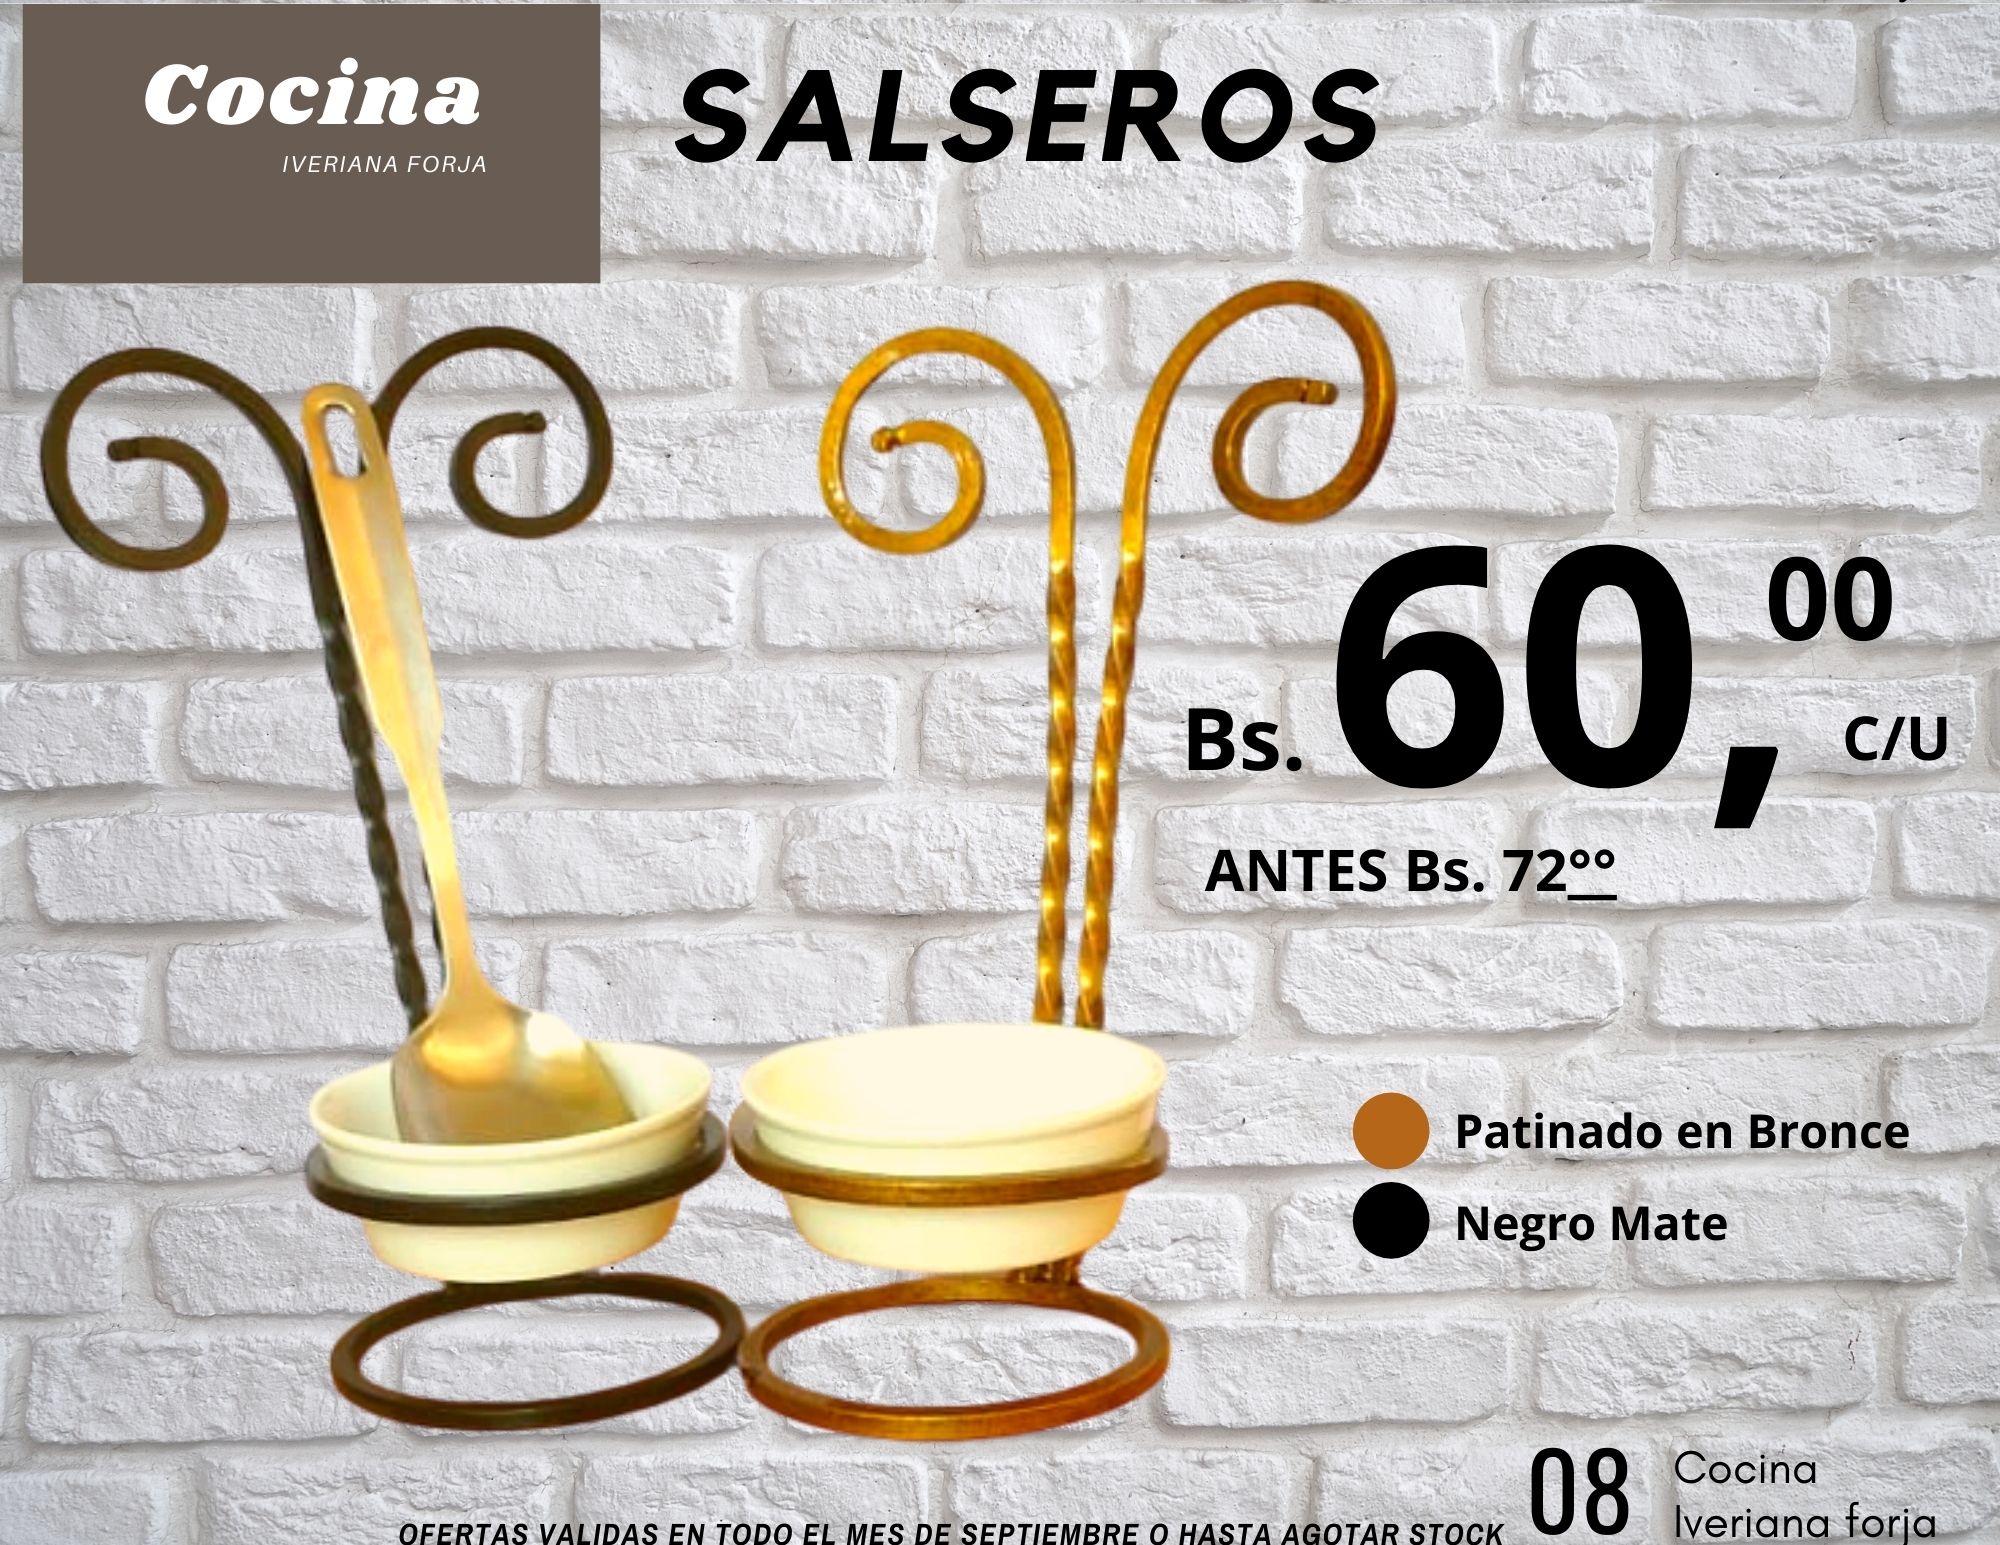 Cocina
IVERIANA FORJA
SALSEROS
Bs. 60,00 C/U
ANTES Bs. 72°°
Patinado en Bronce
Negro Mate
OFERTAS VALIDAS EN TODO EL MES DE SEPTIEMBRE O HASTA AGOTAR STOCK
08
Cocina
Iveriana forja